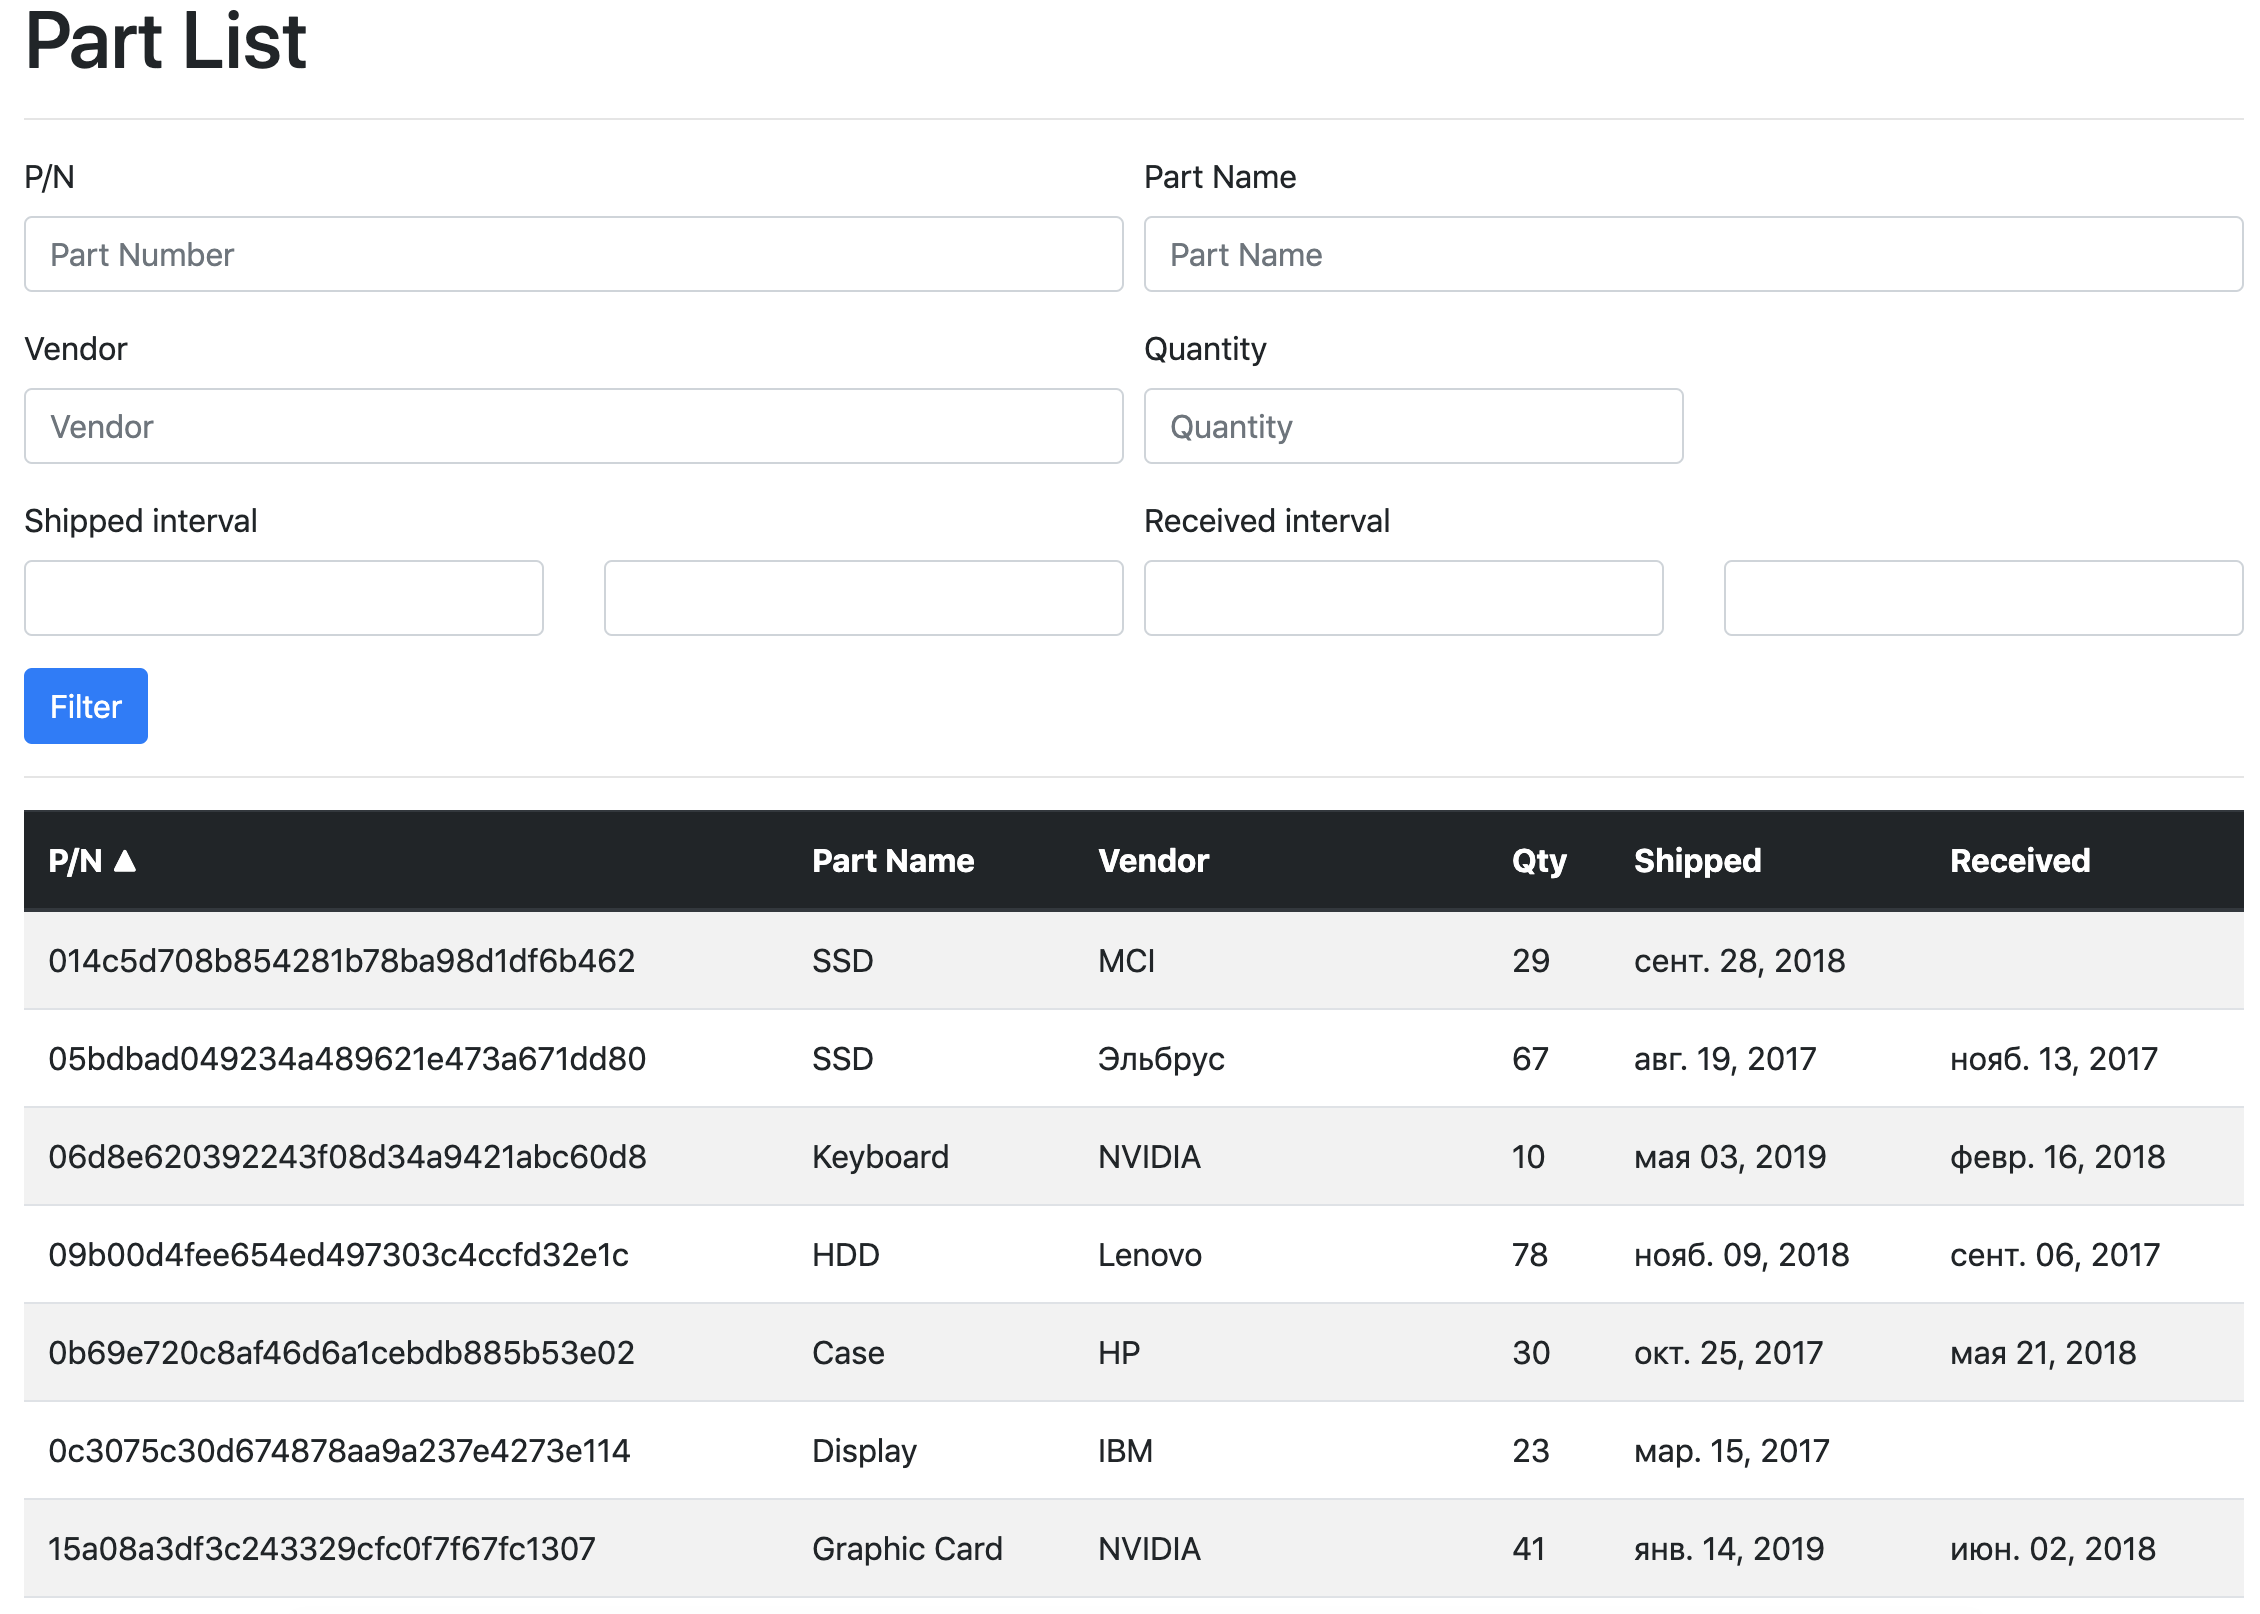 Part List
P/N Part Name
Part Number Part Name
Vendor Quantity
Vendor Quantity
Shipped interval Received interval
Filter
P/N ▲ Part Name Vendor Qty Shipped Received
014c5d708b854281b78ba98d1df6b462 SSD MCI 29 сент. 28, 2018
05bdbad049234a489621e473a671dd80 SSD Эльбрус 67 авг. 19, 2017 нояб. 13, 2017
06d8e620392243f08d34a9421abc60d8 Keyboard NVIDIA 10 мая 03, 2019 февр. 16, 2018
09b00d4fee654ed497303c4ccfd32e1c HDD Lenovo 78 нояб. 09, 2018 сент. 06, 2017
0b69e720c8af46d6a1cebdb885b53e02 Case HP 30 окт. 25, 2017 мая 21, 2018
0c3075c30d674878aa9a237e4273e114 Display IBM 23 мар. 15, 2017
15a08a3df3c243329cfc0f7f67fc1307 Graphic Card NVIDIA 41 янв. 14, 2019 июн. 02, 2018